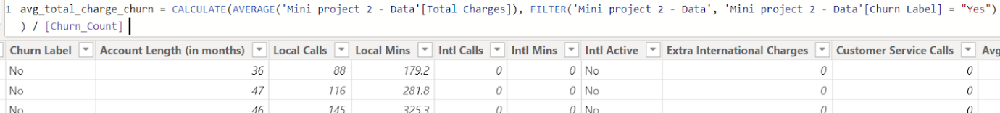 1 avg_total_charge_churn = CALCULATE(AVERAGE('Mini project 2 - Data'[Total Charges]), FILTER('Mini project 2 - Data', 'Mini project 2 - Data'[Churn Label] = "Yes")
) / [Churn_Count]
Churn Label Account Length (in months) Local Calls Local Mins Intl Calls Intl Mins Intl Active Extra International Charges Customer Service Calls Avg
No 36 88 179.2 0 0 No 0 0
No 47 116 281.8 0 0 No 0 0
No 46 145 325.3 0 0 No 0 0